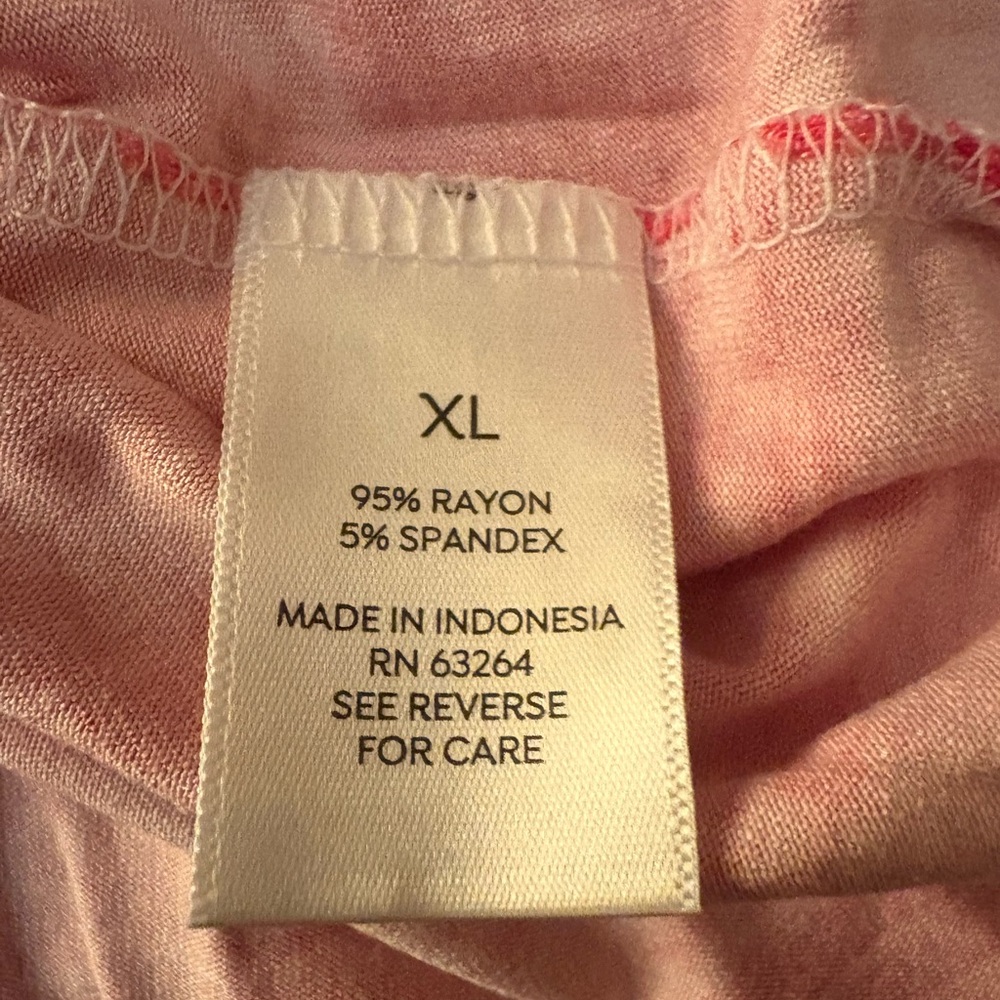 XL
95% RAYON
5% SPANDEX
MADE IN INDONESIA
RN 63264
SEE REVERSE
FOR CARE